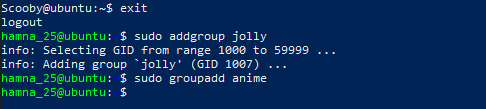 Scooby@ubuntu:~$ exit
logout
hamna_25@ubuntu:~$ sudo addgroup jolly
info: Selecting GID from range 1000 to 59999 ...
info: Adding group `jolly' (GID 1007) ...
hamna_25@ubuntu:~$ sudo groupadd anime
hamna_25@ubuntu:~$